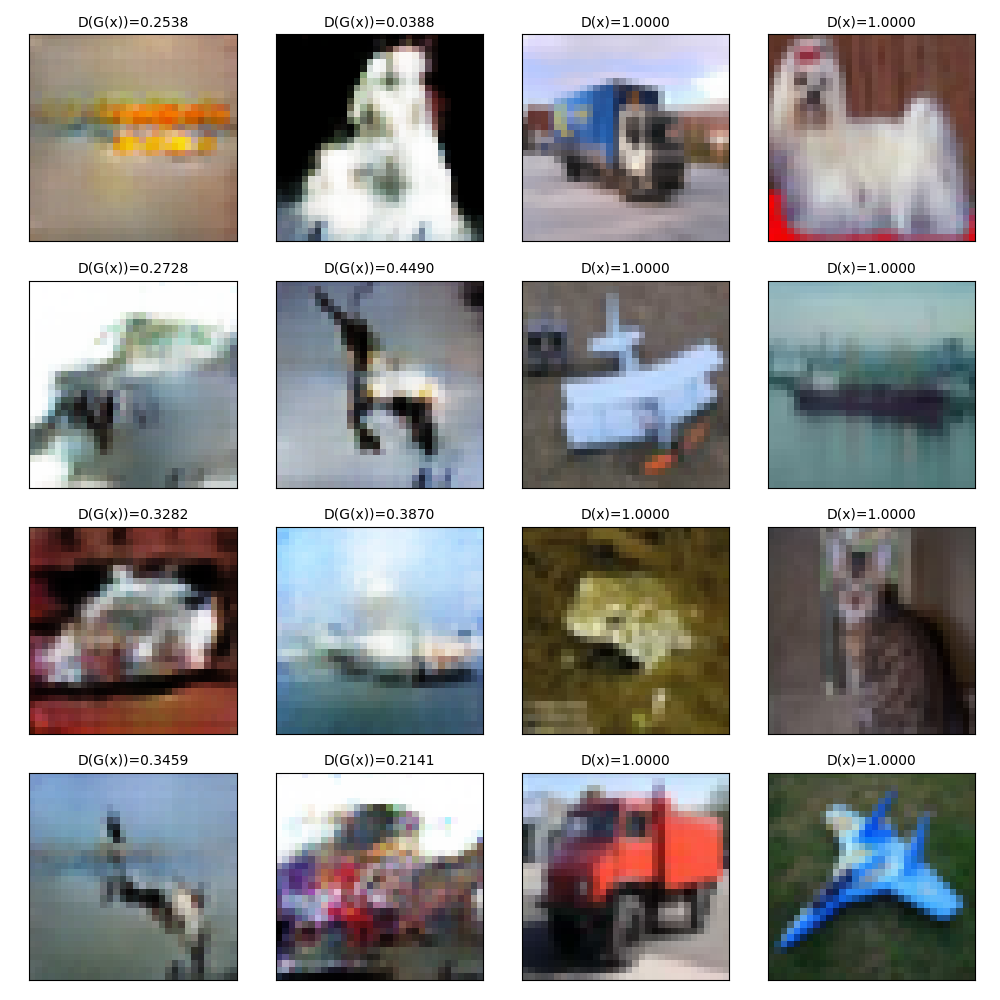 D(G(x))=0.2538
D(G(x))=0.0388
D(x)=1.0000
D(x)=1.0000
D(G(x))=0.2728
D(G(x))=0.4490
D(x)=1.0000
D(x)=1.0000
D(G(x))=0.3282
D(G(x))=0.3870
D(x)=1.0000
D(x)=1.0000
D(G(x))=0.3459
D(G(x))=0.2141
D(x)=1.0000
D(x)=1.0000